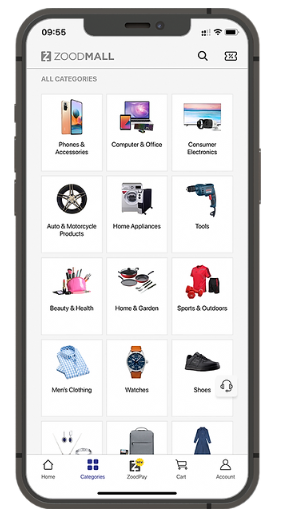 09:55
ZOODMALL
ALL CATEGORIES
Phones &
Accessories
Computer & Office
Consumer
Electronics
Auto & Motorcycle
Products
Home Appliances
Tools
Beauty & Health
Home & Garden
Sports & Outdoors
Men's Clothing
Watches
Shoes
Home
Categories
ZoodPay
Cart
Account